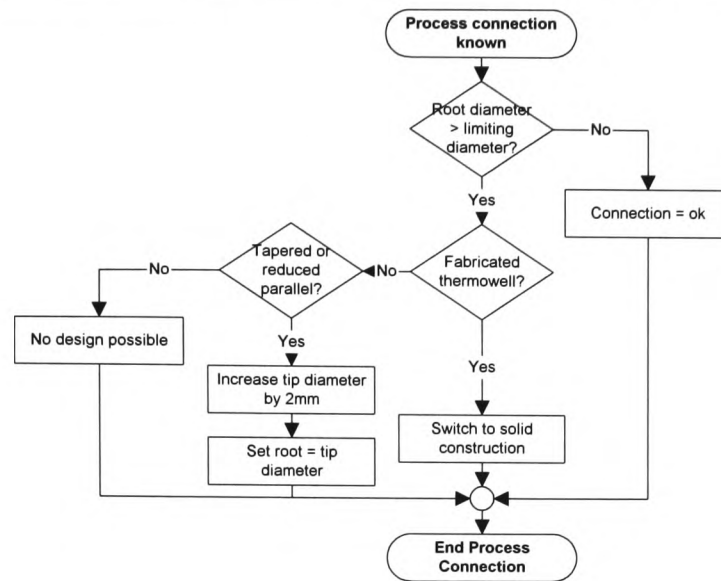 Process connection
known
Root diameter
> limiting
diameter?
No
Yes
Connection = ok
Tapered or
reduced
parallel?
No
Fabricated
thermowell?
No
No design possible
Yes
Yes
Increase tip diameter
by 2mm
Switch to solid
construction
Set root = tip
diameter
End Process
Connection